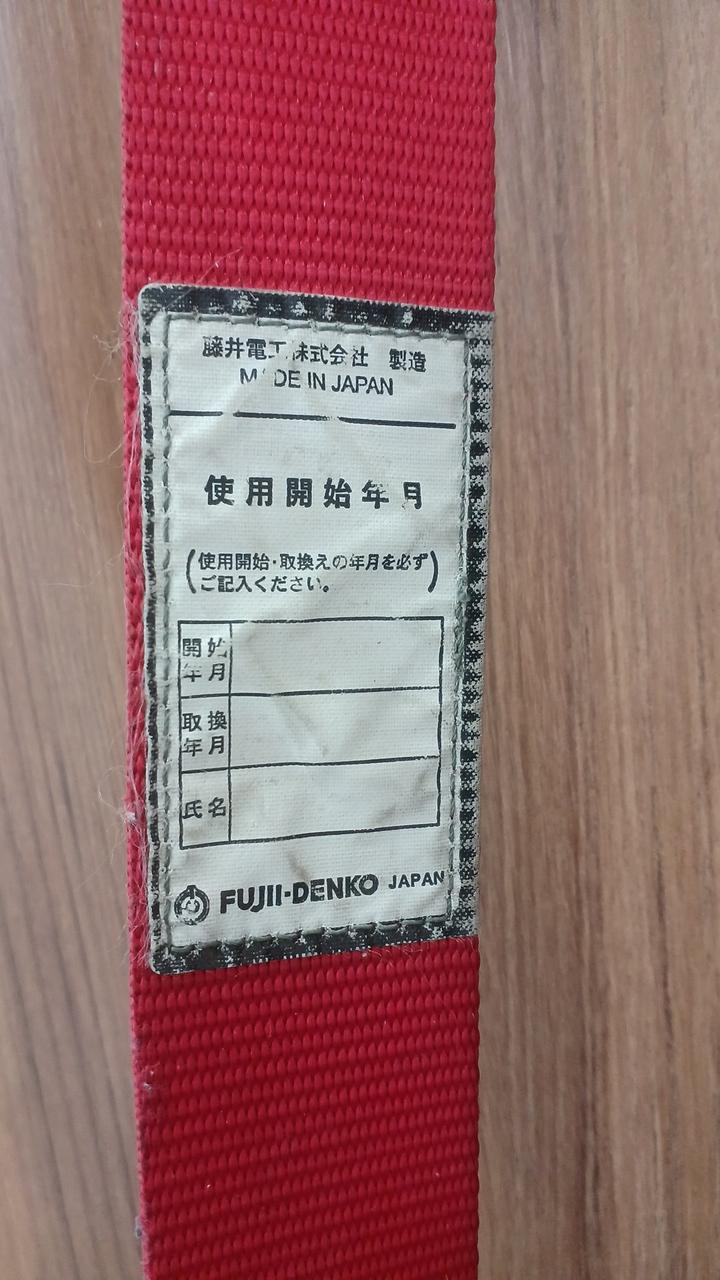 藤井電工株式会社 製造
MADE IN JAPAN
使用開始年月
(使用開始・取換えの年月を必ず
ご記入ください。)
開始
年月
取換
年月
氏名
FUJII-DENKO JAPAN